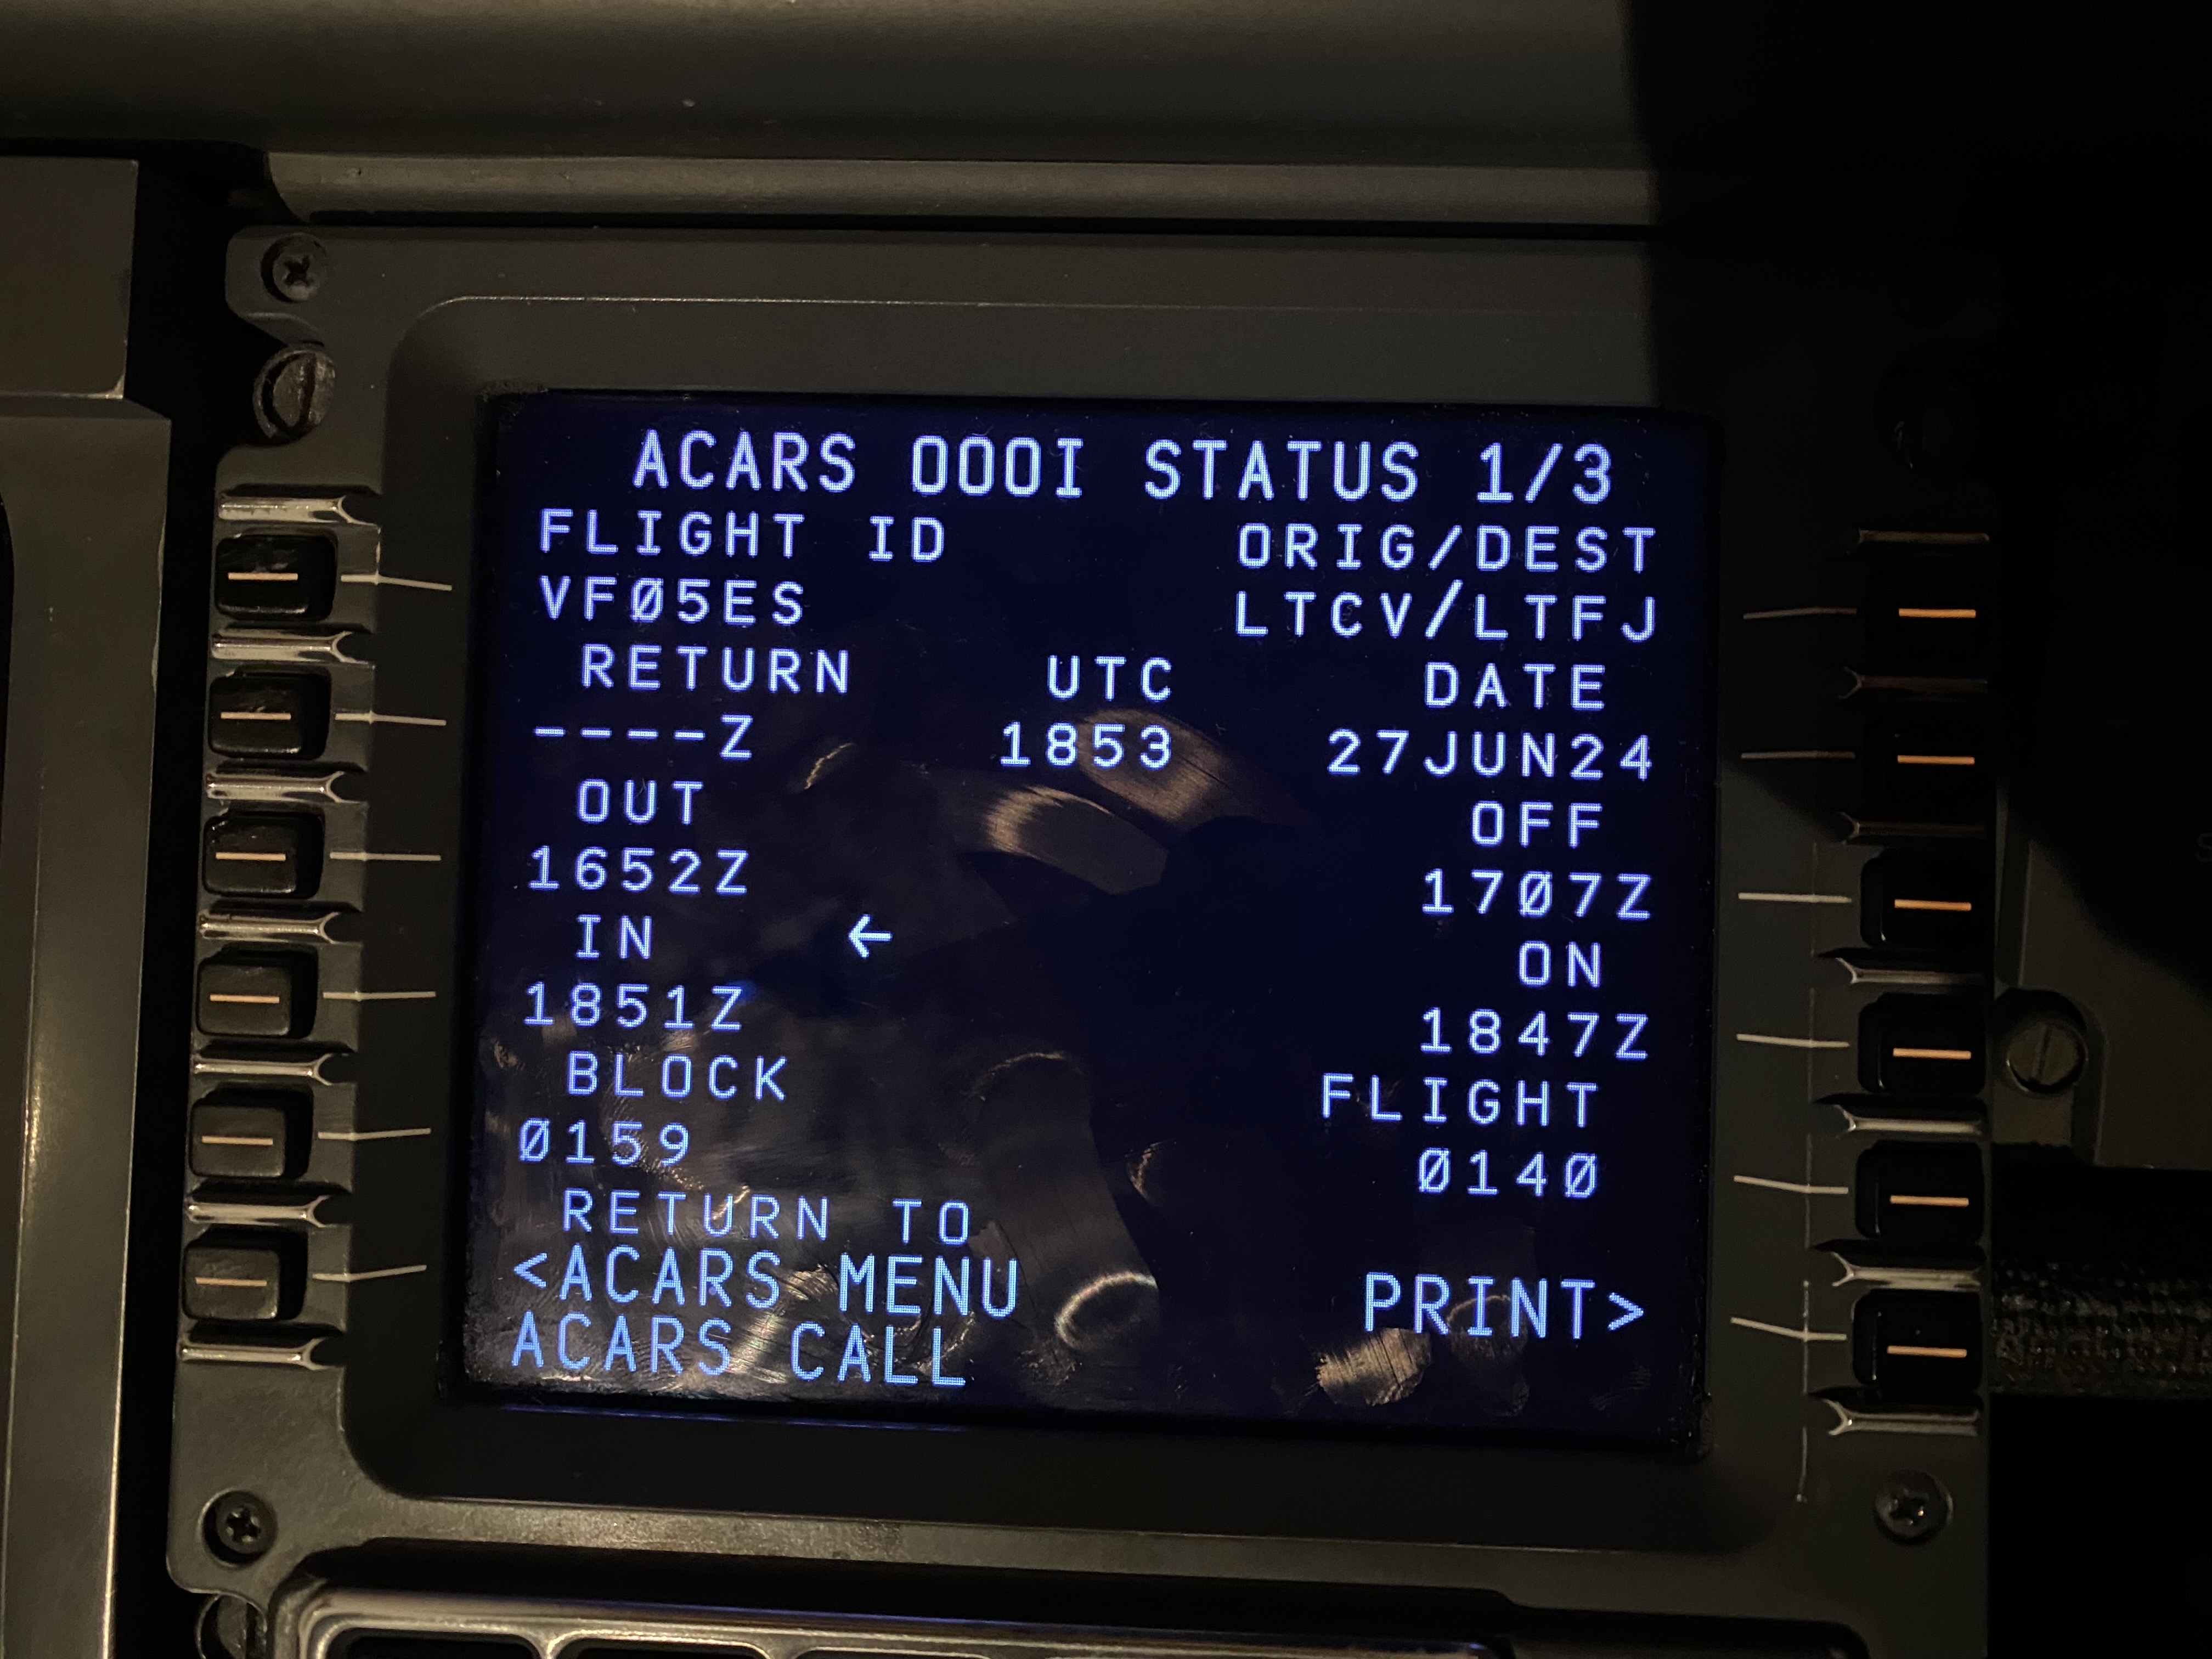 ACARS OOOI STATUS 1/3
FLIGHT ID ORIG/DEST
VFØ5ES LTCV/LTFJ
RETURN UTC DATE
----Z 1853 27JUN24
OUT OFF
1652Z 17Ø7Z
IN ← ON
1851Z 1847Z
BLOCK FLIGHT
Ø159 Ø14Ø
RETURN TO
<ACARS MENU PRINT>
ACARS CALL